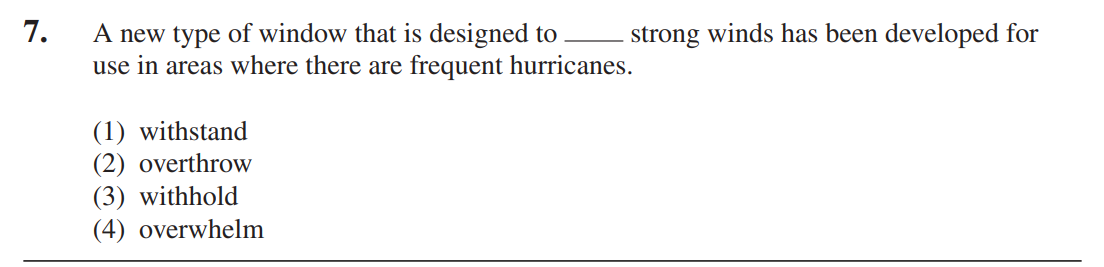 7. A new type of window that is designed to ____ strong winds has been developed for
use in areas where there are frequent hurricanes.
(1) withstand
(2) overthrow
(3) withhold
(4) overwhelm